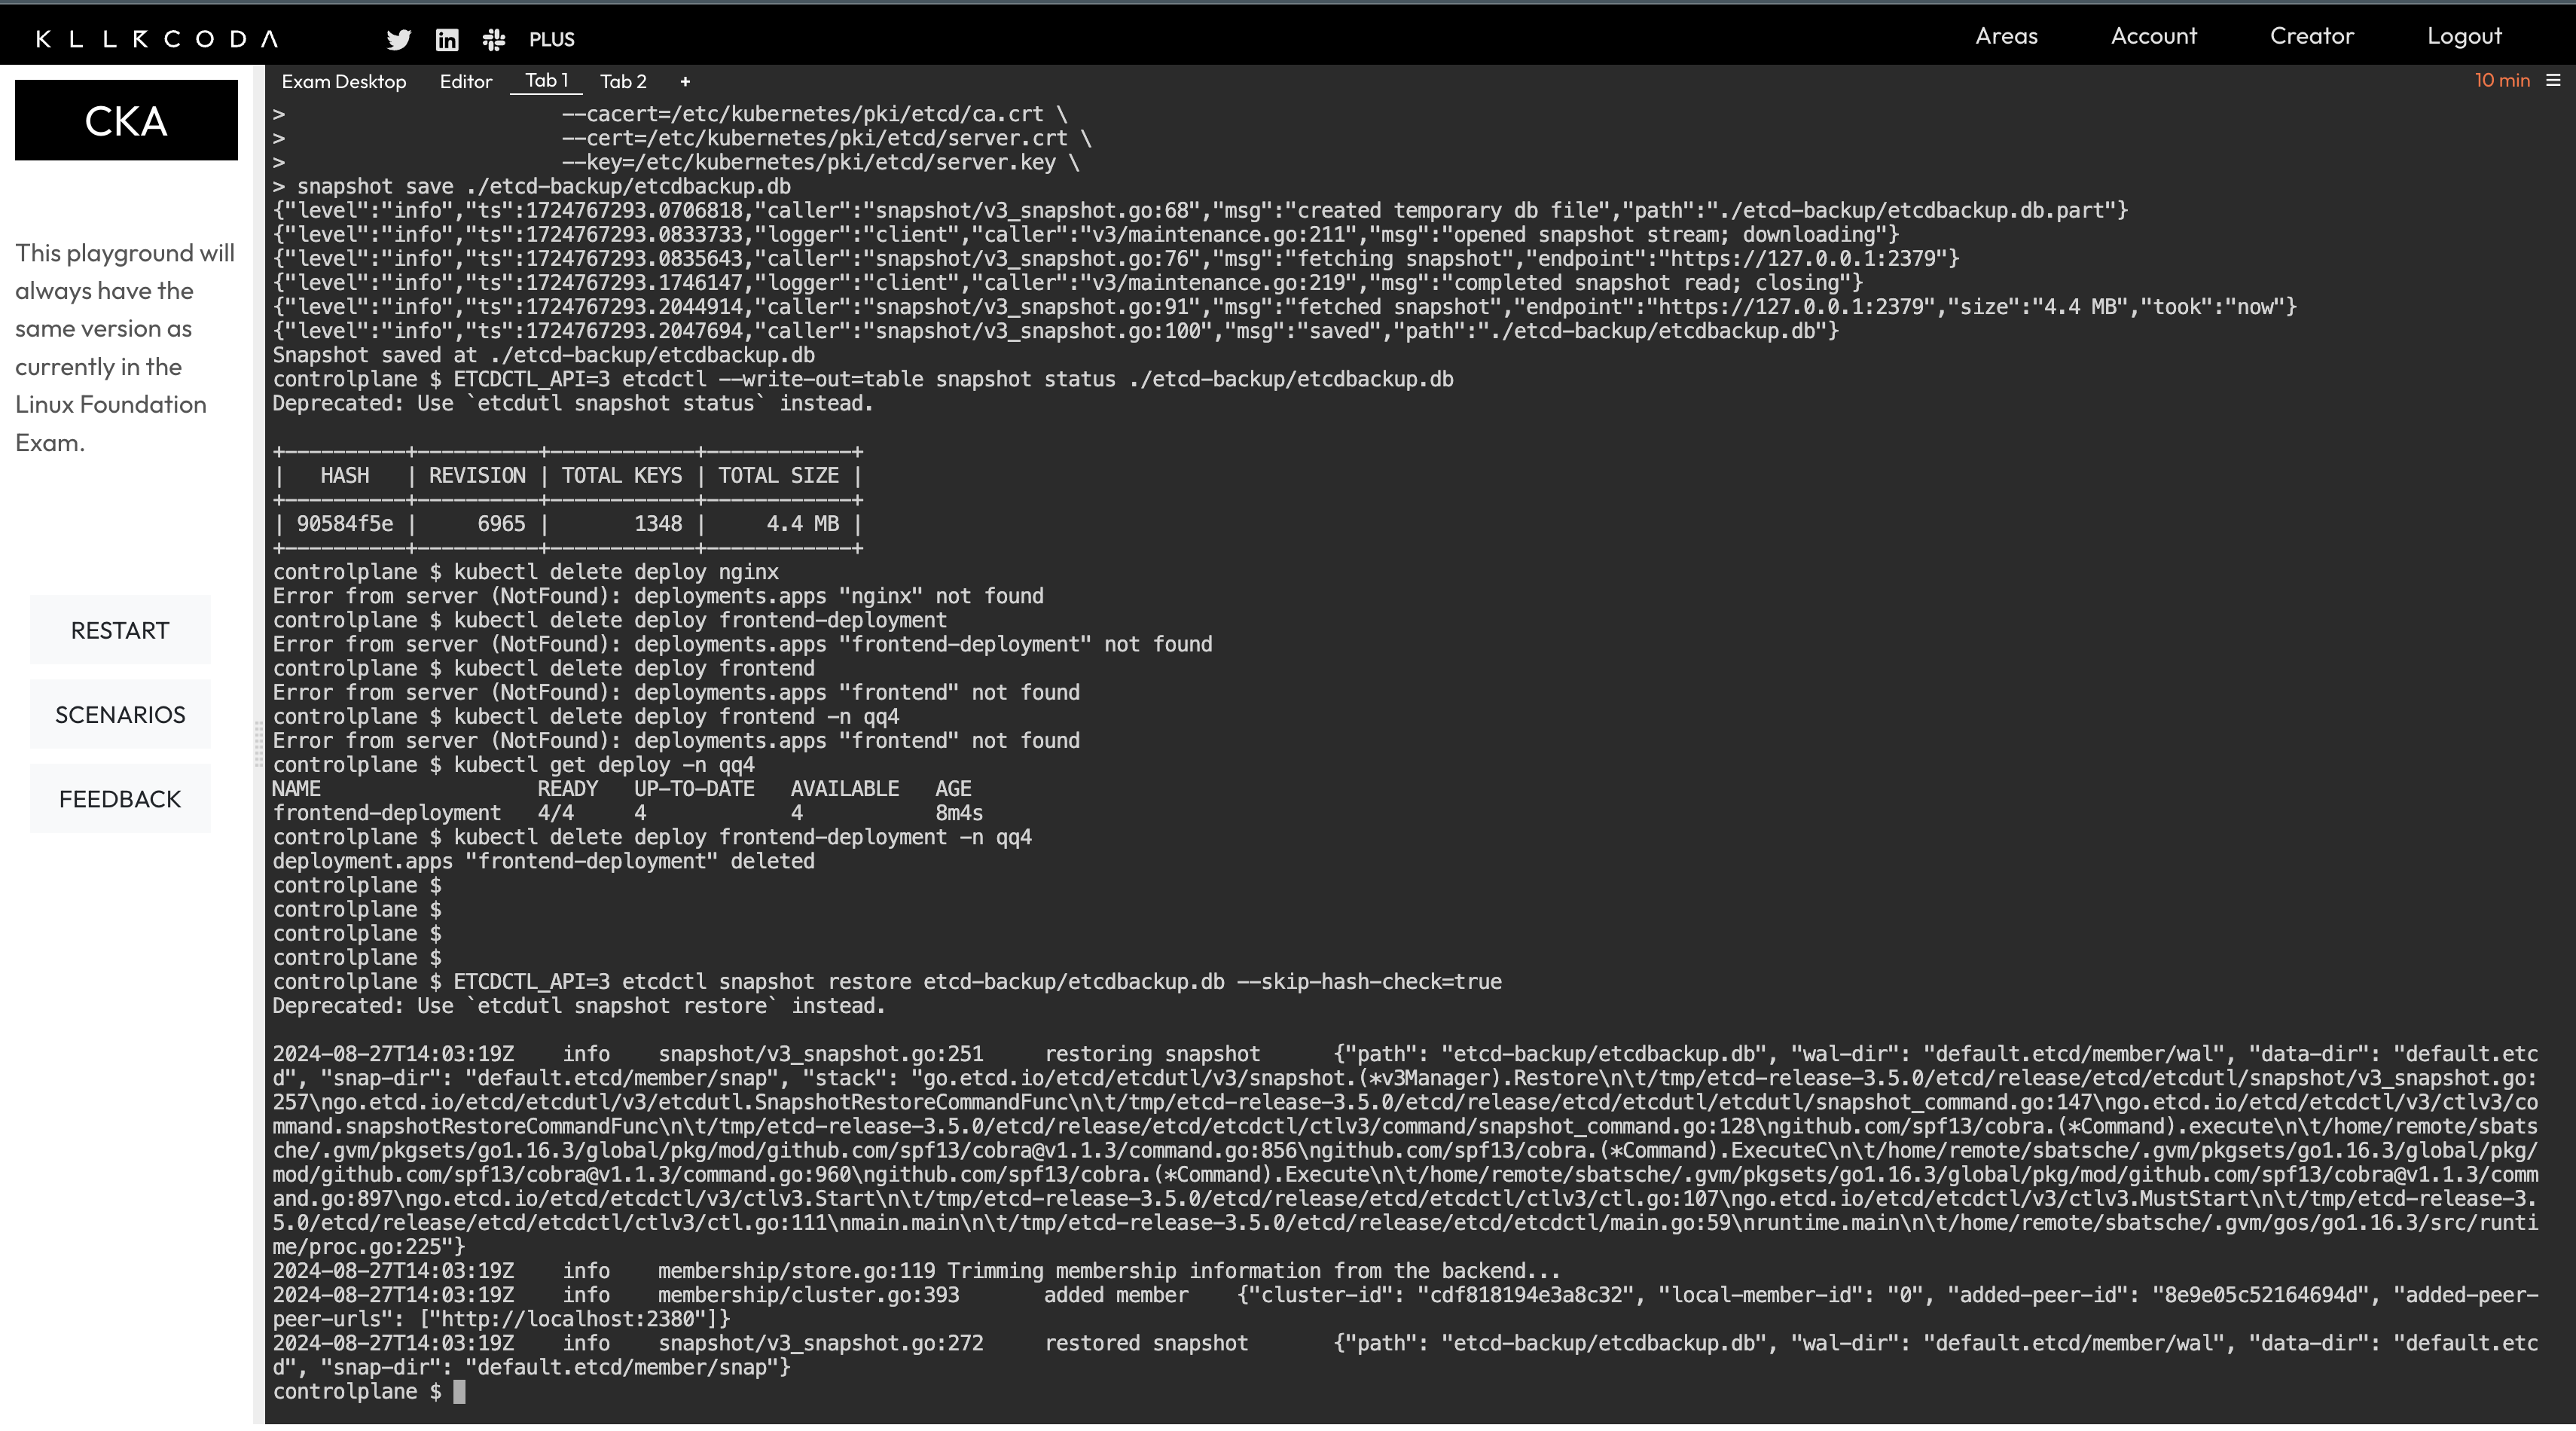 KLLRCODA
PLUS
Areas
Account
Creator
Logout
CKA
This playground will
always have the
same version as
currently in the
Linux Foundation
Exam.
RESTART
SCENARIOS
FEEDBACK
Exam Desktop
Editor
Tab 1
Tab 2
+
10 min
> --cacert=/etc/kubernetes/pki/etcd/ca.crt \
> --cert=/etc/kubernetes/pki/etcd/server.crt \
> --key=/etc/kubernetes/pki/etcd/server.key \
> snapshot save ./etcd-backup/etcdbackup.db
{"level":"info","ts":1724767293.0706818,"caller":"snapshot/v3_snapshot.go:68","msg":"created temporary db file","path":"./etcd-backup/etcdbackup.db.part"}
{"level":"info","ts":1724767293.0833733,"logger":"client","caller":"v3/maintenance.go:211","msg":"opened snapshot stream; downloading"}
{"level":"info","ts":1724767293.0835643,"caller":"snapshot/v3_snapshot.go:76","msg":"fetching snapshot","endpoint":"https://127.0.0.1:2379"}
{"level":"info","ts":1724767293.1746147,"logger":"client","caller":"v3/maintenance.go:219","msg":"completed snapshot read; closing"}
{"level":"info","ts":1724767293.2044914,"caller":"snapshot/v3_snapshot.go:91","msg":"fetched snapshot","endpoint":"https://127.0.0.1:2379","size":"4.4 MB","took":"now"}
{"level":"info","ts":1724767293.2047694,"caller":"snapshot/v3_snapshot.go:100","msg":"saved","path":"./etcd-backup/etcdbackup.db"}
Snapshot saved at ./etcd-backup/etcdbackup.db
controlplane $ ETCDCTL_API=3 etcdctl --write-out=table snapshot status ./etcd-backup/etcdbackup.db
Deprecated: Use `etcdutl snapshot status` instead.
+----------+----------+------------+------------+
| HASH | REVISION | TOTAL KEYS | TOTAL SIZE |
+----------+----------+------------+------------+
| 90584f5e | 6965 | 1348 | 4.4 MB |
+----------+----------+------------+------------+
controlplane $ kubectl delete deploy nginx
Error from server (NotFound): deployments.apps "nginx" not found
controlplane $ kubectl delete deploy frontend-deployment
Error from server (NotFound): deployments.apps "frontend-deployment" not found
controlplane $ kubectl delete deploy frontend
Error from server (NotFound): deployments.apps "frontend" not found
controlplane $ kubectl delete deploy frontend -n qq4
Error from server (NotFound): deployments.apps "frontend" not found
controlplane $ kubectl get deploy -n qq4
NAME READY UP-TO-DATE AVAILABLE AGE
frontend-deployment 4/4 4 4 8m4s
controlplane $ kubectl delete deploy frontend-deployment -n qq4
deployment.apps "frontend-deployment" deleted
controlplane $
controlplane $
controlplane $
controlplane $
controlplane $ ETCDCTL_API=3 etcdctl snapshot restore etcd-backup/etcdbackup.db --skip-hash-check=true
Deprecated: Use `etcdutl snapshot restore` instead.
2024-08-27T14:03:19Z info snapshot/v3_snapshot.go:251 restoring snapshot {"path": "etcd-backup/etcdbackup.db", "wal-dir": "default.etcd/member/wal", "data-dir": "default.etc
d", "snap-dir": "default.etcd/member/snap", "stack": "go.etcd.io/etcd/etcdutl/v3/snapshot.(*v3Manager).Restore\n\t/tmp/etcd-release-3.5.0/etcd/release/etcd/etcdutl/snapshot/v3_snapshot.go:
257\ngo.etcd.io/etcd/etcdutl/v3/etcdutl.SnapshotRestoreCommandFunc\n\t/tmp/etcd-release-3.5.0/etcd/release/etcd/etcdutl/etcdutl/snapshot_command.go:147\ngo.etcd.io/etcd/etcdctl/v3/ctlv3/co
mmand.snapshotRestoreCommandFunc\n\t/tmp/etcd-release-3.5.0/etcd/release/etcd/etcdctl/ctlv3/command/snapshot_command.go:128\ngithub.com/spf13/cobra.(*Command).execute\n\t/home/remote/sbats
che/.gvm/pkgsets/go1.16.3/global/pkg/mod/github.com/spf13/cobra@v1.1.3/command.go:856\ngithub.com/spf13/cobra.(*Command).ExecuteC\n\t/home/remote/sbatsche/.gvm/pkgsets/go1.16.3/global/pkg/
mod/github.com/spf13/cobra@v1.1.3/command.go:960\ngithub.com/spf13/cobra.(*Command).Execute\n\t/home/remote/sbatsche/.gvm/pkgsets/go1.16.3/global/pkg/mod/github.com/spf13/cobra@v1.1.3/comm
and.go:897\ngo.etcd.io/etcd/etcdctl/v3/ctlv3.Start\n\t/tmp/etcd-release-3.5.0/etcd/release/etcd/etcdctl/ctlv3/ctl.go:107\ngo.etcd.io/etcd/etcdctl/v3/ctlv3.MustStart\n\t/tmp/etcd-release-3.
5.0/etcd/release/etcd/etcdctl/ctlv3/ctl.go:111\nmain.main\n\t/tmp/etcd-release-3.5.0/etcd/release/etcd/etcdctl/main.go:59\nruntime.main\n\t/home/remote/sbatsche/.gvm/gos/go1.16.3/src/runti
me/proc.go:225"}
2024-08-27T14:03:19Z info membership/store.go:119 Trimming membership information from the backend...
2024-08-27T14:03:19Z info membership/cluster.go:393 added member {"cluster-id": "cdf818194e3a8c32", "local-member-id": "0", "added-peer-id": "8e9e05c52164694d", "added-peer-
peer-urls": ["http://localhost:2380"]}
2024-08-27T14:03:19Z info snapshot/v3_snapshot.go:272 restored snapshot {"path": "etcd-backup/etcdbackup.db", "wal-dir": "default.etcd/member/wal", "data-dir": "default.etc
d", "snap-dir": "default.etcd/member/snap"}
controlplane $